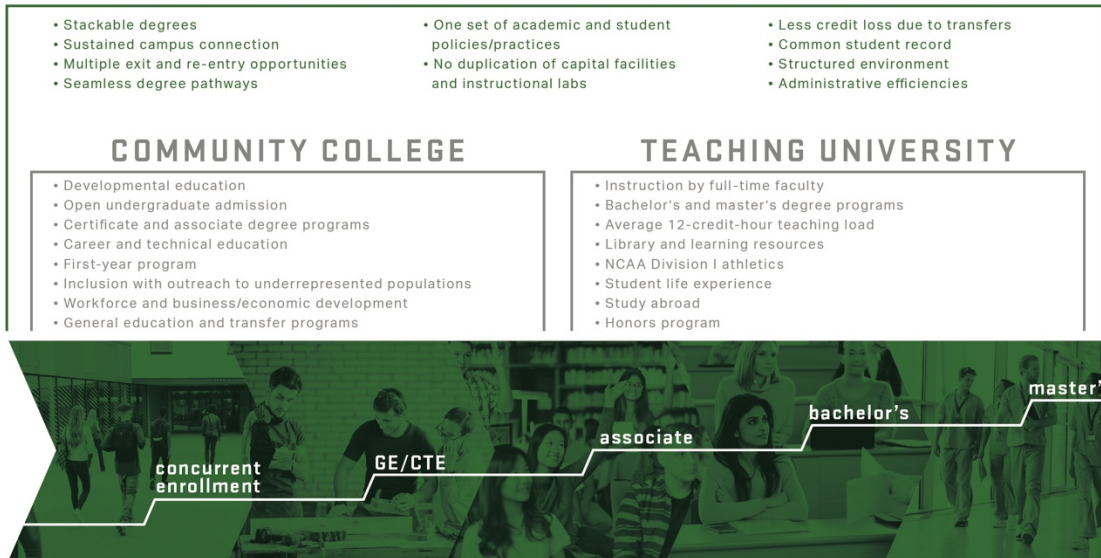 • Stackable degrees
• Sustained campus connection
• Multiple exit and re-entry opportunities
• Seamless degree pathways
• One set of academic and student
policies/practices
• No duplication of capital facilities
and instructional labs
• Less credit loss due to transfers
• Common student record
• Structured environment
• Administrative efficiencies
COMMUNITY COLLEGE
• Developmental education
• Open undergraduate admission
• Certificate and associate degree programs
• Career and technical education
• First-year program
• Inclusion with outreach to underrepresented populations
• Workforce and business/economic development
• General education and transfer programs
TEACHING UNIVERSITY
• Instruction by full-time faculty
• Bachelor's and master's degree programs
• Average 12-credit-hour teaching load
• Library and learning resources
• NCAA Division I athletics
• Student life experience
• Study abroad
• Honors program
concurrent
enrollment
GE/CTE
associate
bachelor's
master'